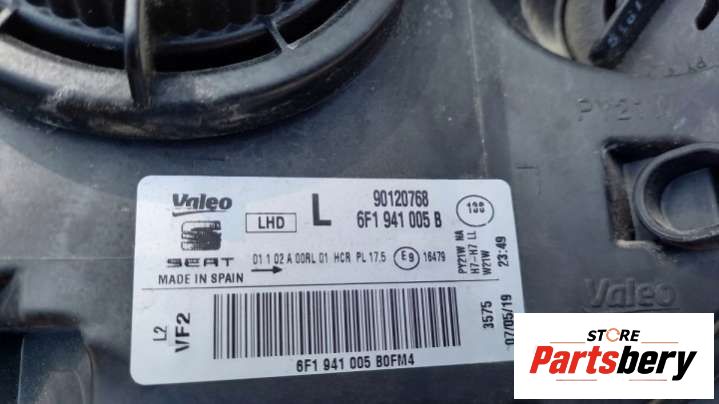 PY21W
Valeo
LHD
L
90120768
6F1 941 005 B
138
SEAT
01 1 02 A 00RL 01 HCR PL 17.5
E9
16479
MADE IN SPAIN
PY21W NA
H7-H7 LL
W21W
23:49
L2
VF2
3575
07/05/19
6F1 941 005 B0FM4
Valeo
STORE
Partsbery